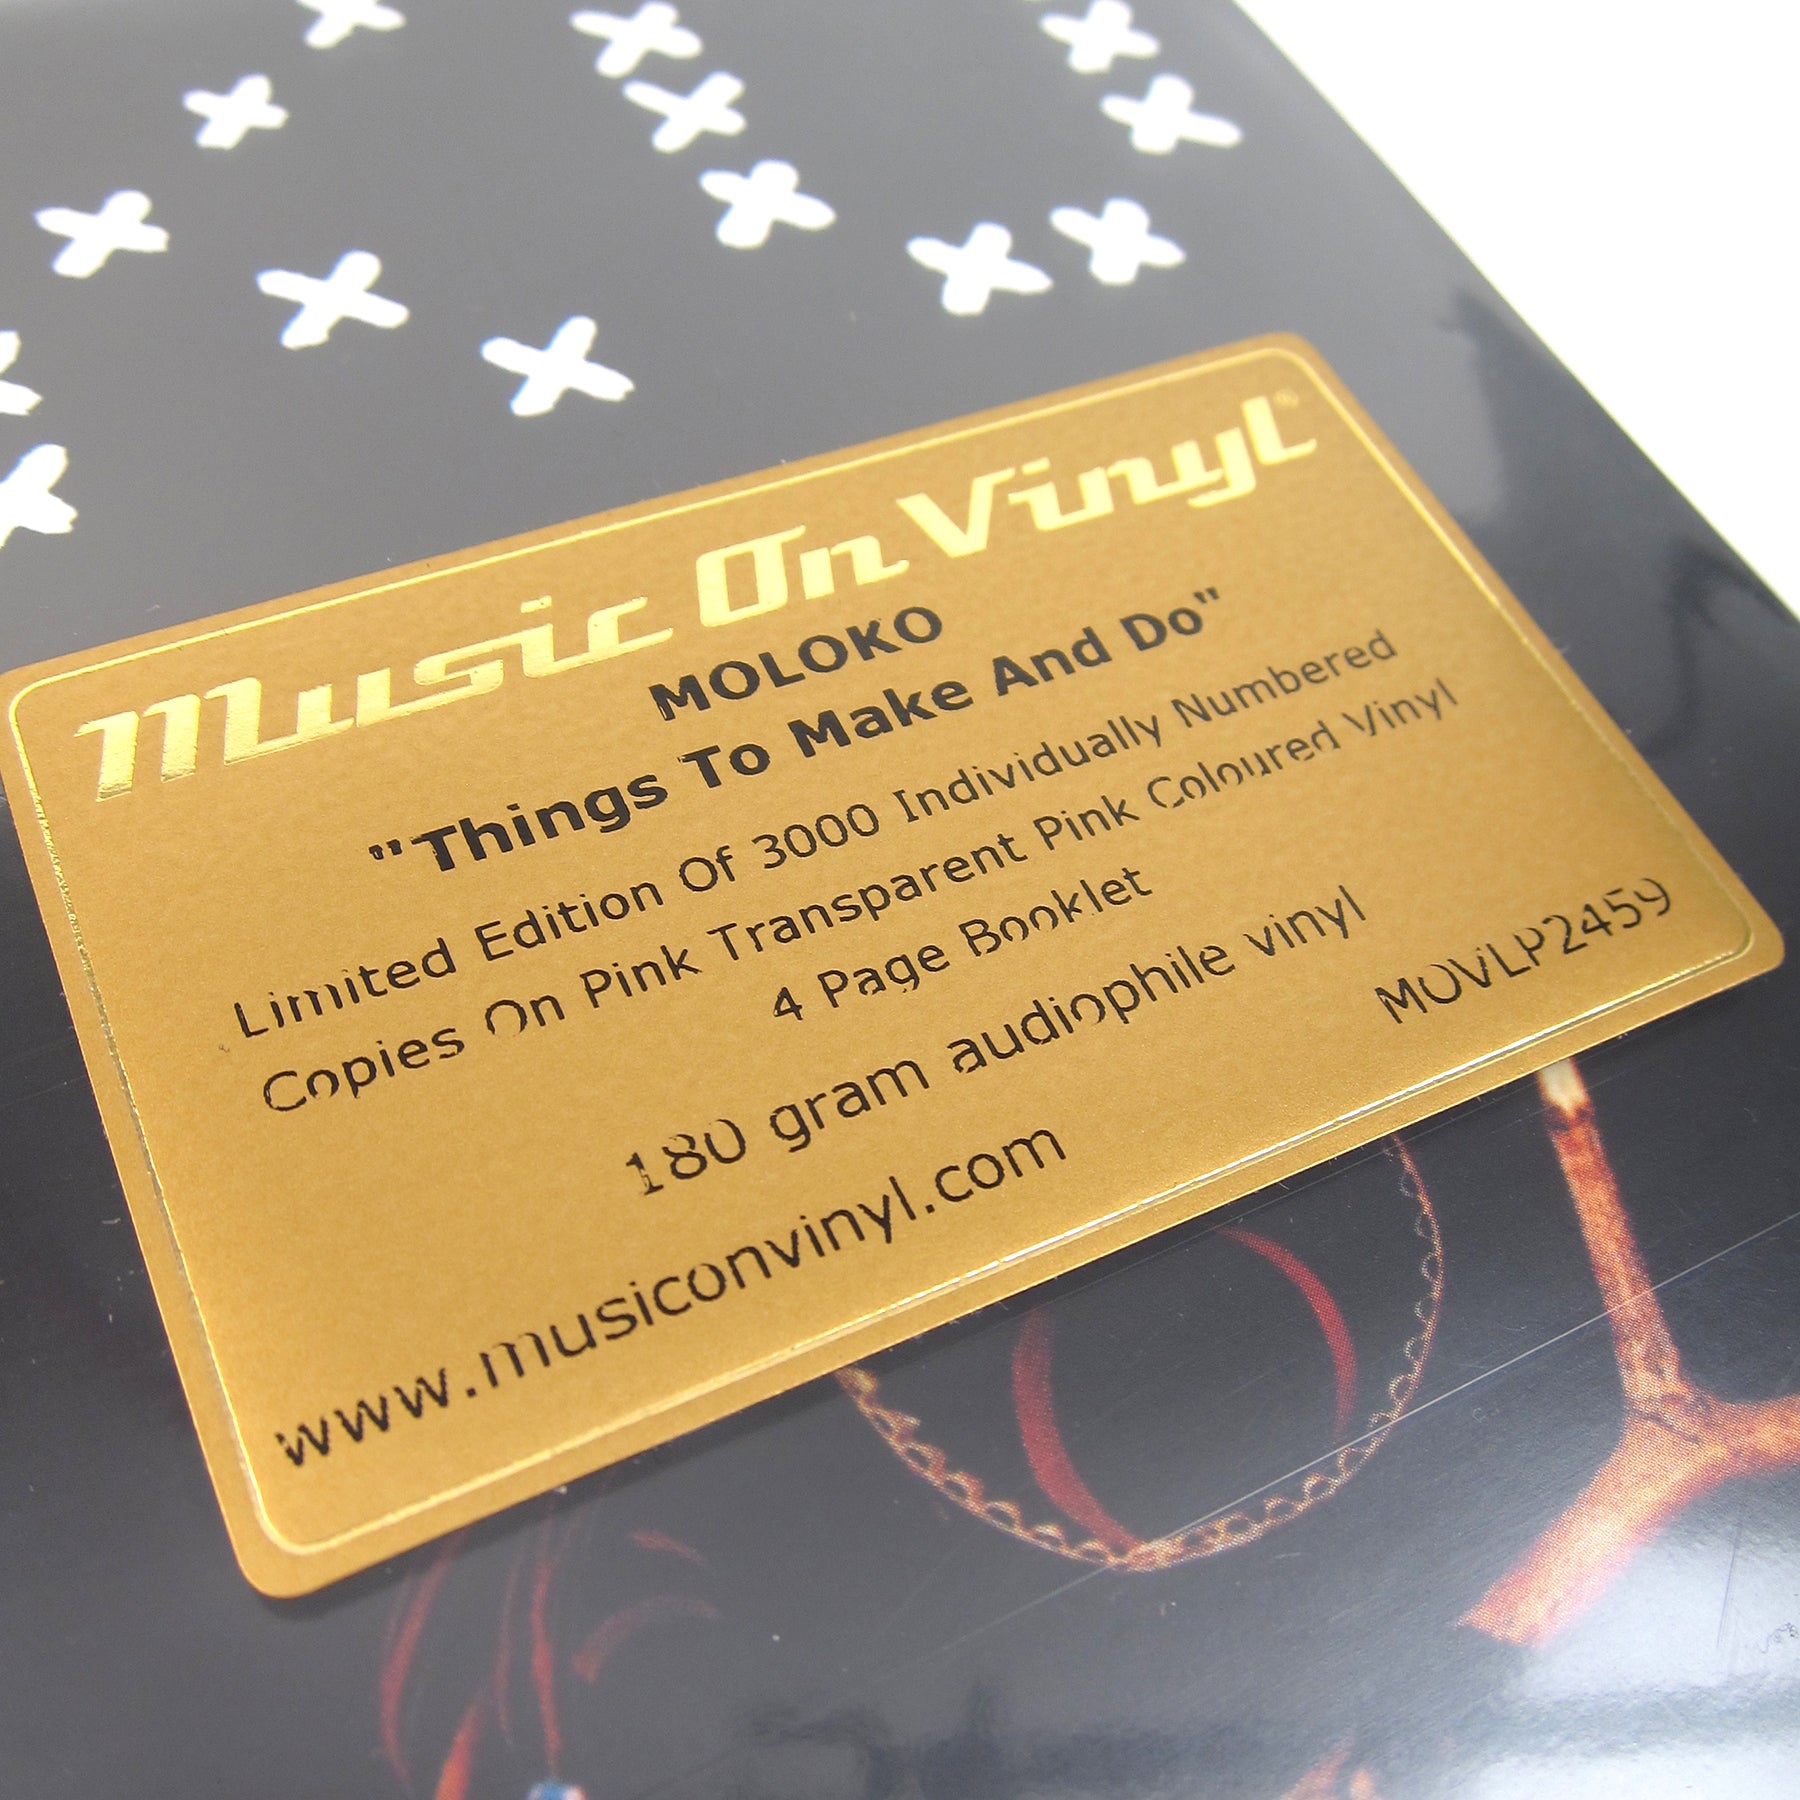 Music On Vinyl®
MOLOKO
"Things To Make And Do"
Limited Edition Of 3000 Individually Numbered
Copies On Pink Transparent Pink Coloured Vinyl
4 Page Booklet
180 gram audiophile vinyl
MOVLP2459
www.musiconvinyl.com